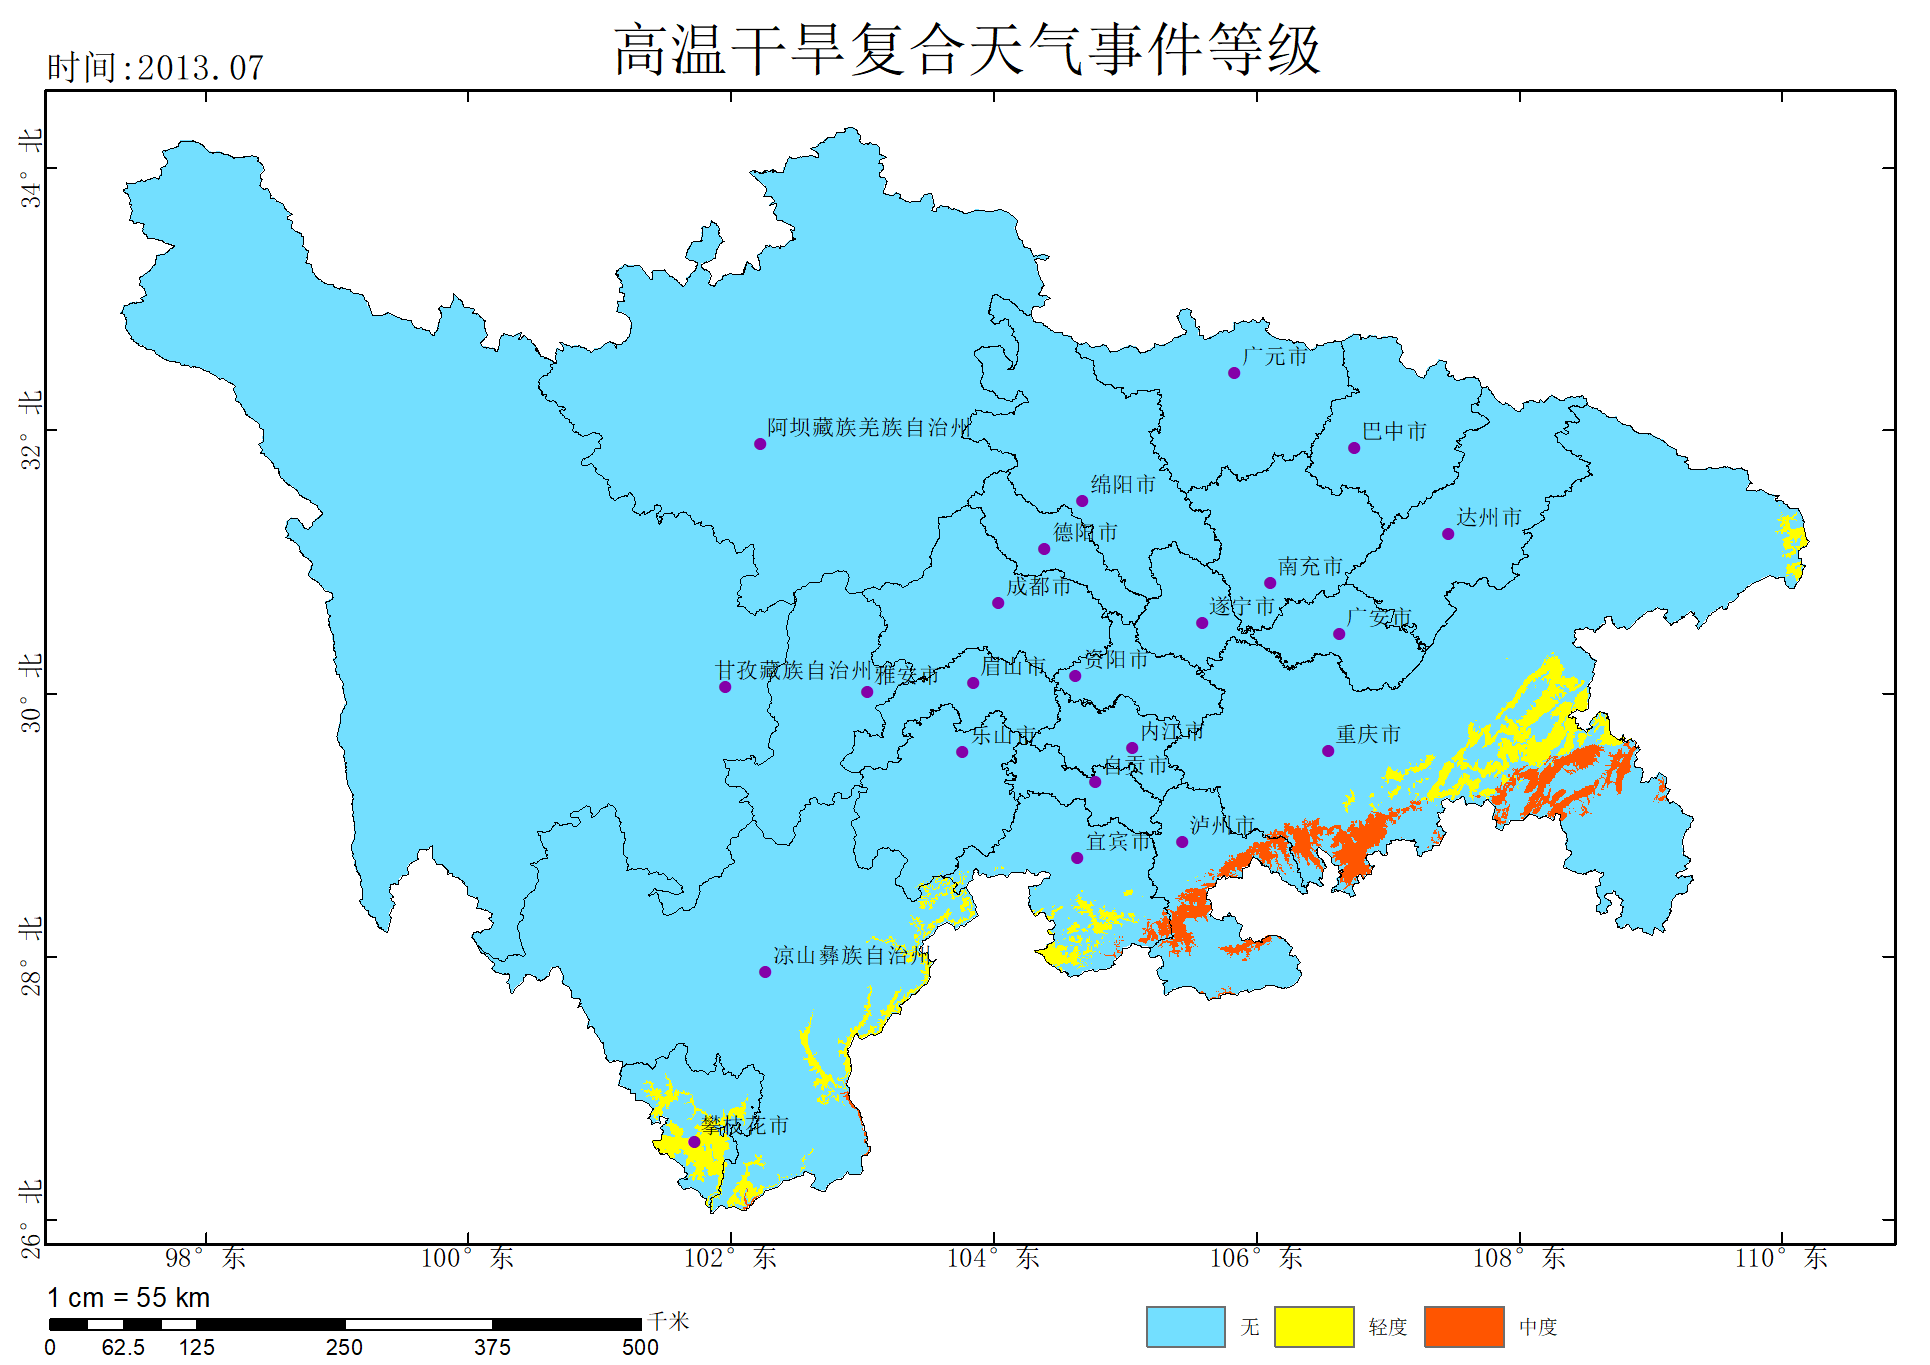 高温干旱复合天气事件等级
时间:2013.07
34° 北
32° 北
30° 北
28° 北
26° 北
广元市
阿坝藏族羌族自治州
巴中市
绵阳市
达州市
德阳市
南充市
成都市
遂宁市
广安市
甘孜藏族自治州
雅安市
眉山市
资阳市
乐山市
内江市
重庆市
自贡市
泸州市
宜宾市
凉山彝族自治州
攀枝花市
98° 东
100° 东
102° 东
104° 东
106° 东
108° 东
110° 东
1 cm = 55 km
千米
0 62.5 125 250 375 500
无 轻度 中度